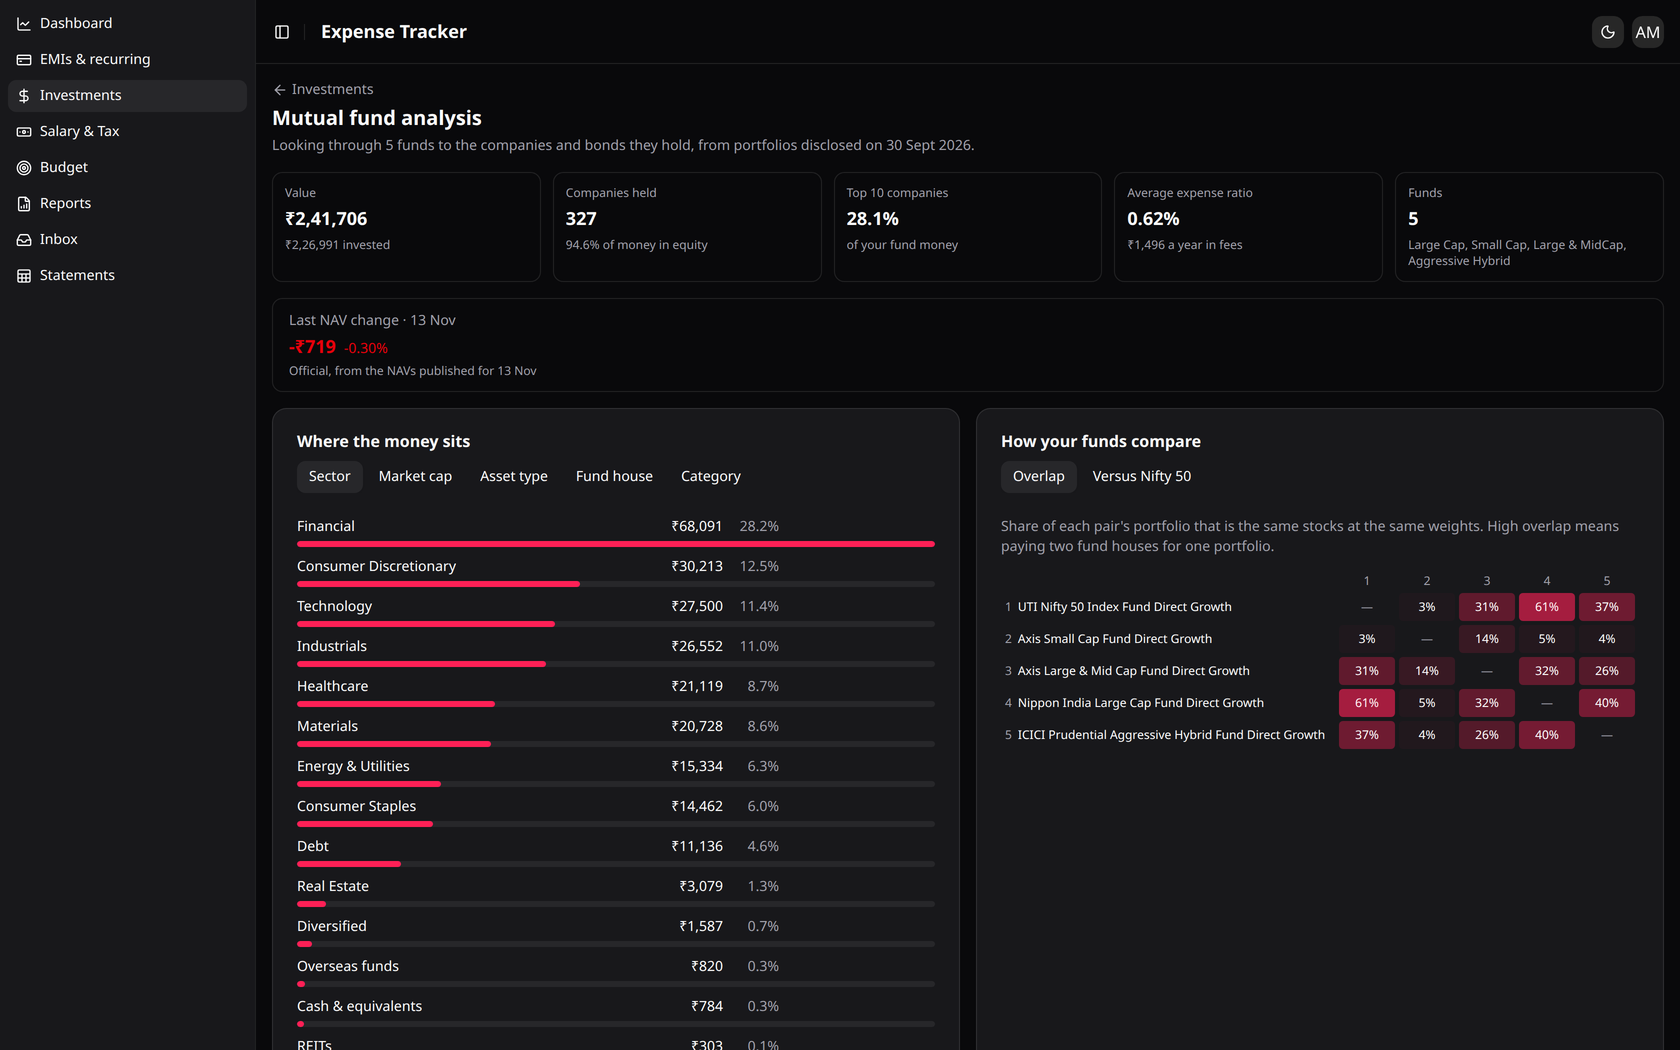 Dashboard
EMIs & recurring
Investments
Salary & Tax
Budget
Reports
Inbox
Statements
Expense Tracker
AM
Investments
Mutual fund analysis
Looking through 5 funds to the companies and bonds they hold, from portfolios disclosed on 30 Sept 2026.
Value
₹2,41,706
₹2,26,991 invested
Companies held
327
94.6% of money in equity
Top 10 companies
28.1%
of your fund money
Average expense ratio
0.62%
₹1,496 a year in fees
Funds
5
Large Cap, Small Cap, Large & MidCap,
Aggressive Hybrid
Last NAV change · 13 Nov
-₹719 -0.30%
Official, from the NAVs published for 13 Nov
Where the money sits
Sector Market cap Asset type Fund house Category
Financial ₹68,091 28.2%
Consumer Discretionary ₹30,213 12.5%
Technology ₹27,500 11.4%
Industrials ₹26,552 11.0%
Healthcare ₹21,119 8.7%
Materials ₹20,728 8.6%
Energy & Utilities ₹15,334 6.3%
Consumer Staples ₹14,462 6.0%
Debt ₹11,136 4.6%
Real Estate ₹3,079 1.3%
Diversified ₹1,587 0.7%
Overseas funds ₹820 0.3%
Cash & equivalents ₹784 0.3%
REITs ₹303 0.1%
How your funds compare
Overlap Versus Nifty 50
Share of each pair's portfolio that is the same stocks at the same weights. High overlap means
paying two fund houses for one portfolio.
1 2 3 4 5
1 UTI Nifty 50 Index Fund Direct Growth — 3% 31% 61% 37%
2 Axis Small Cap Fund Direct Growth 3% — 14% 5% 4%
3 Axis Large & Mid Cap Fund Direct Growth 31% 14% — 32% 26%
4 Nippon India Large Cap Fund Direct Growth 61% 5% 32% — 40%
5 ICICI Prudential Aggressive Hybrid Fund Direct Growth 37% 4% 26% 40% —